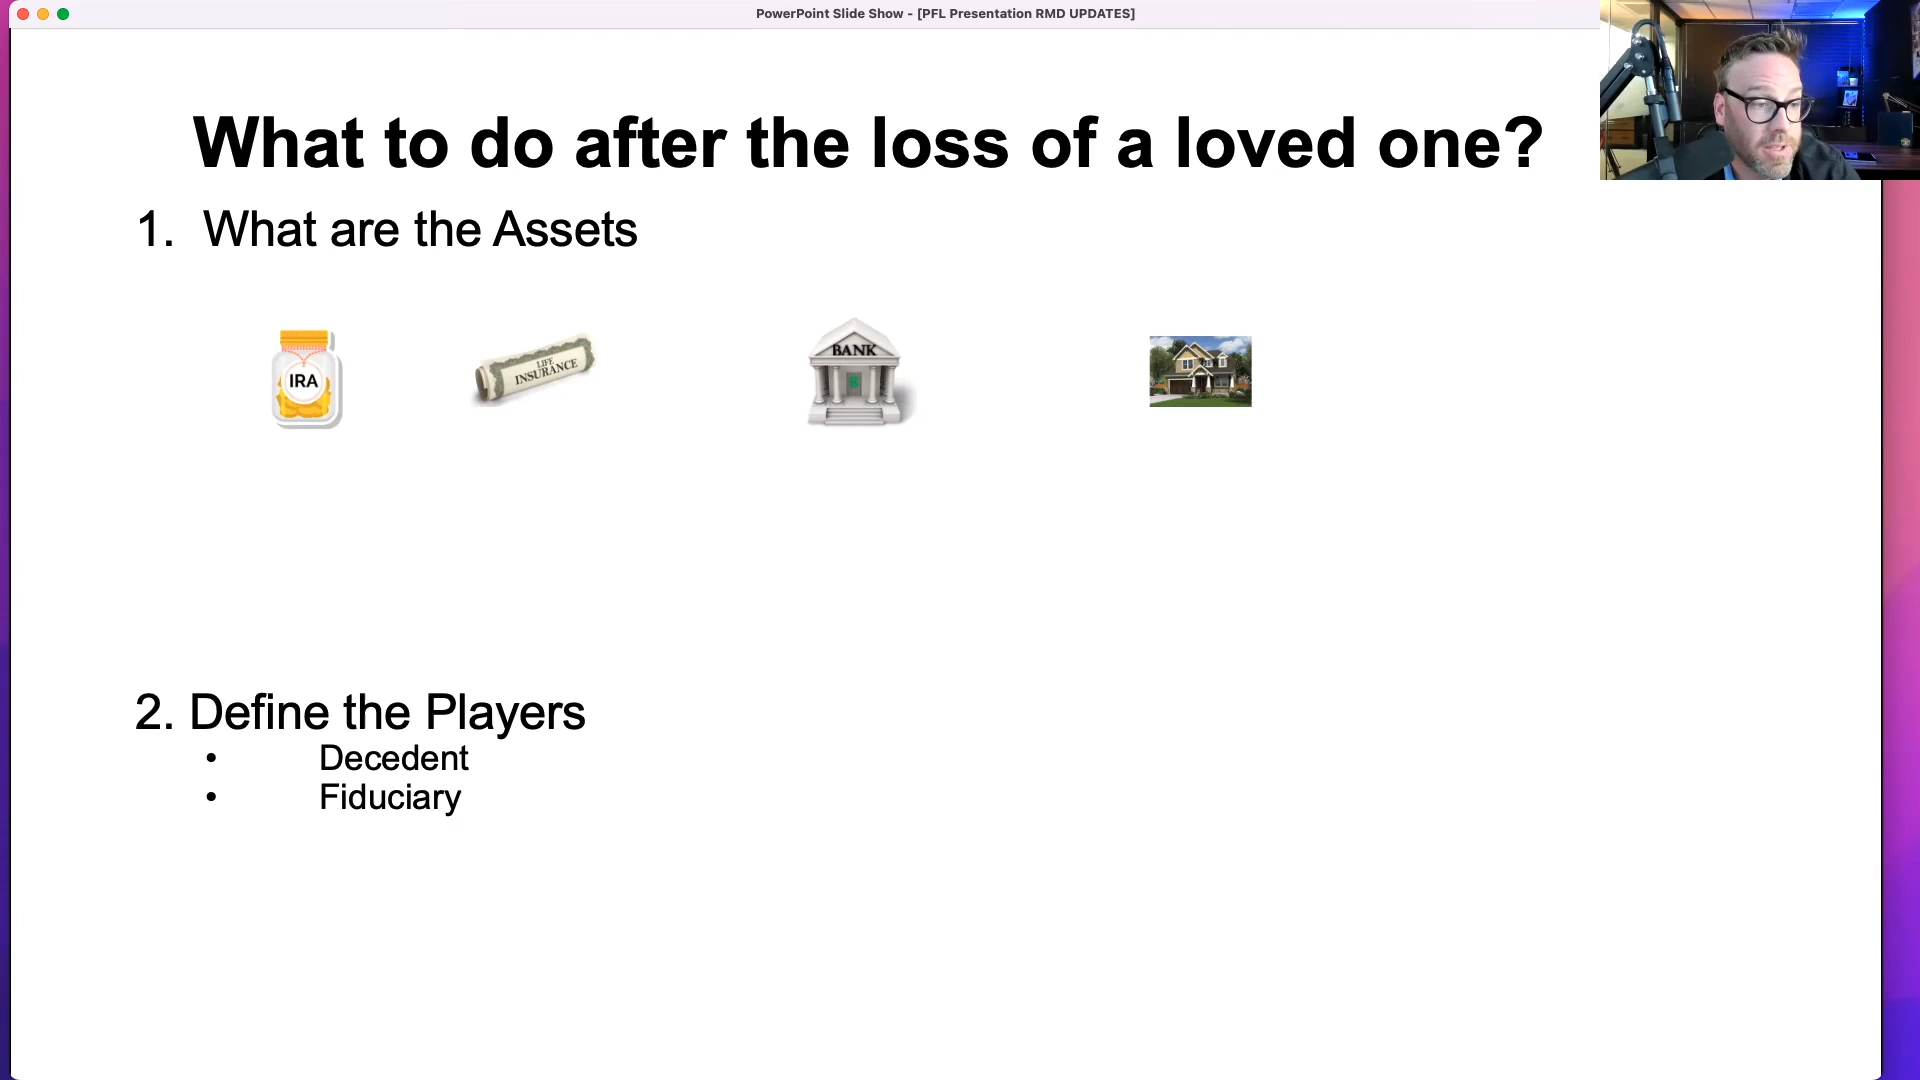 PowerPoint Slide Show - [PFL Presentation RMD UPDATES]
What to do after the loss of a loved one?
1. What are the Assets
IRA
LIFE
INSURANCE
BANK
2. Define the Players
• Decedent
• Fiduciary